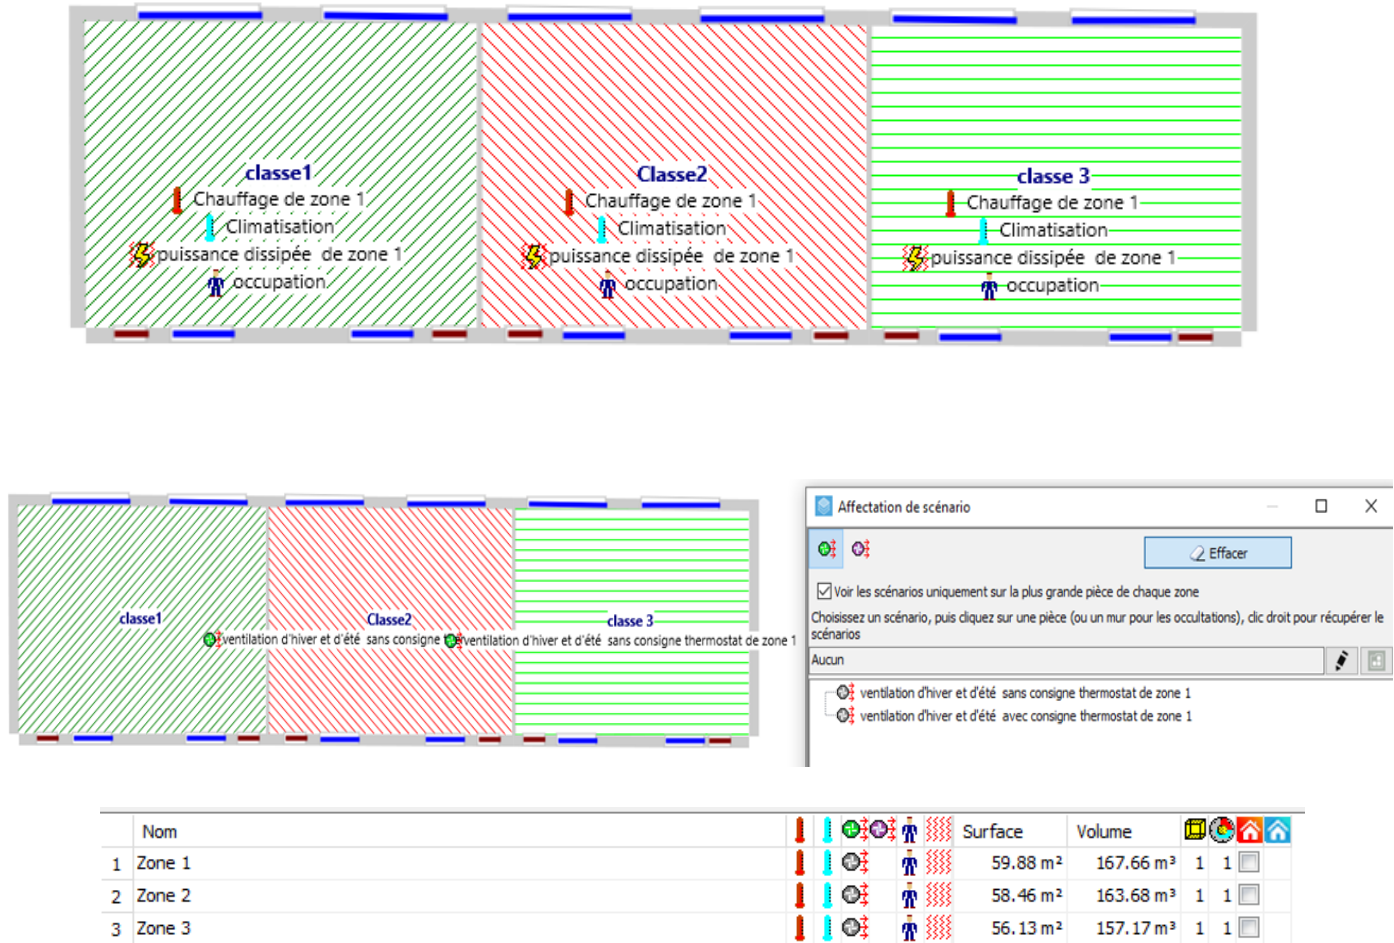 classe1
Chauffage de zone 1
Climatisation
puissance dissipée de zone 1
occupation
Classe2
Chauffage de zone 1
Climatisation
puissance dissipée de zone 1
occupation
classe 3
Chauffage de zone 1
Climatisation
puissance dissipée de zone 1
occupation
classe1
Classe2
classe 3
ventilation d'hiver et d'été sans consigne
ventilation d'hiver et d'été sans consigne thermostat de zone 1
Affectation de scénario
Effacer
Voir les scénarios uniquement sur la plus grande pièce de chaque zone
Choisissez un scénario, puis cliquez sur une pièce (ou un mur pour les occultations), clic droit pour récupérer le
scénarios
Aucun
ventilation d'hiver et d'été sans consigne thermostat de zone 1
ventilation d'hiver et d'été avec consigne thermostat de zone 1
Nom Surface Volume
1 Zone 1 59.88 m² 167.66 m³ 1 1
2 Zone 2 58.46 m² 163.68 m³ 1 1
3 Zone 3 56.13 m² 157.17 m³ 1 1